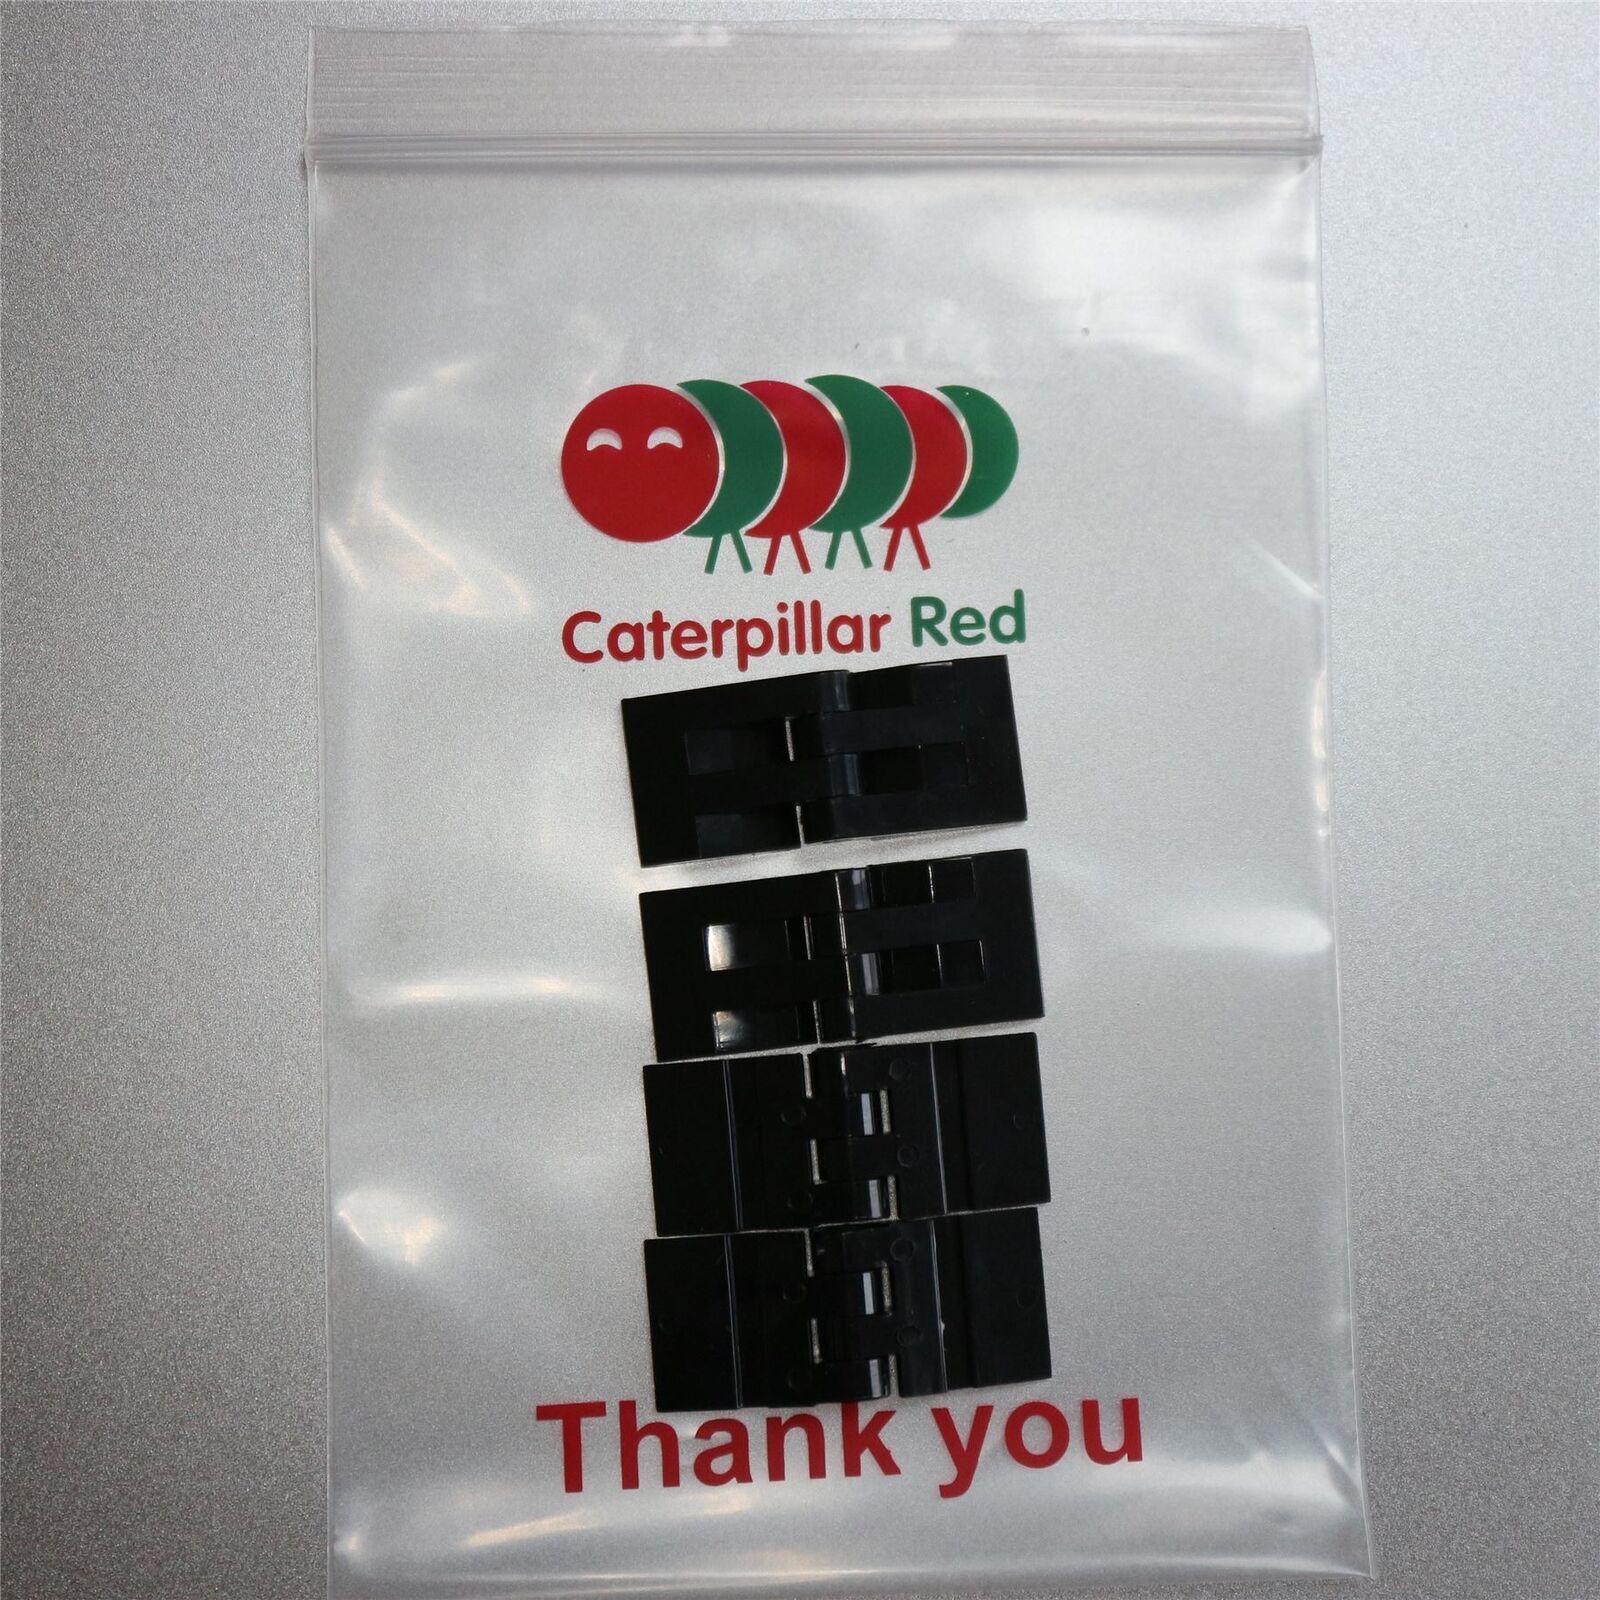 Caterpillar Red
Thank you